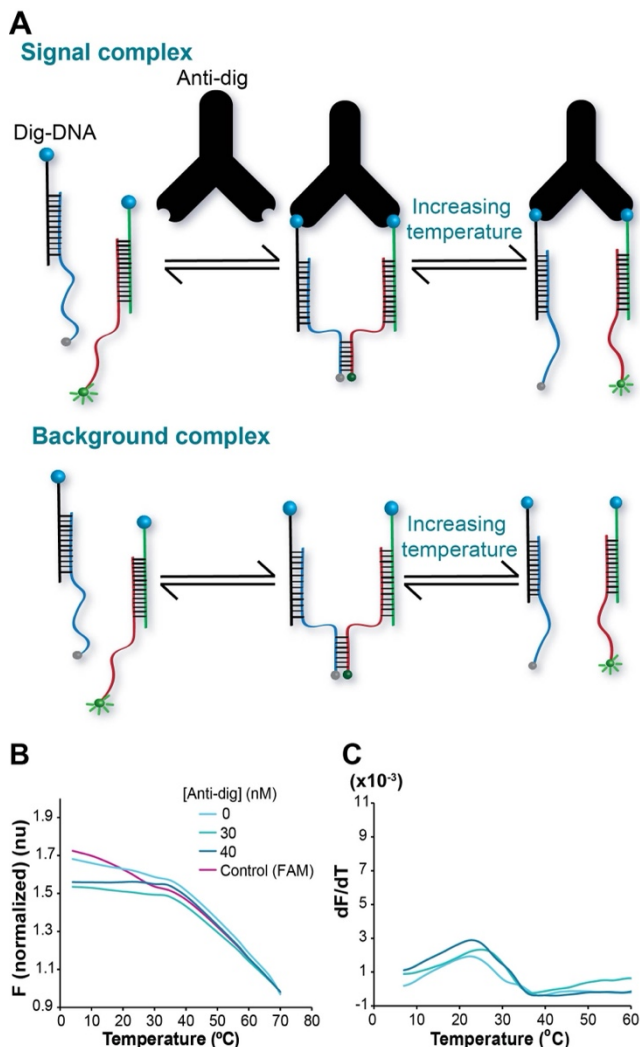 A
Signal complex
Anti-dig
Dig-DNA
Increasing
temperature
Background complex
Increasing
temperature
B
[Anti-dig] (nM)
0
30
40
Control (FAM)
F (normalized) (nu)
1.9
1.7
1.5
1.3
1.1
0.9
0 10 20 30 40 50 60 70 80
Temperature (ºC)
C
(x10-3)
dF/dT
11
9
7
5
3
1
-1
0 10 20 30 40 50 60
Temperature (°C)